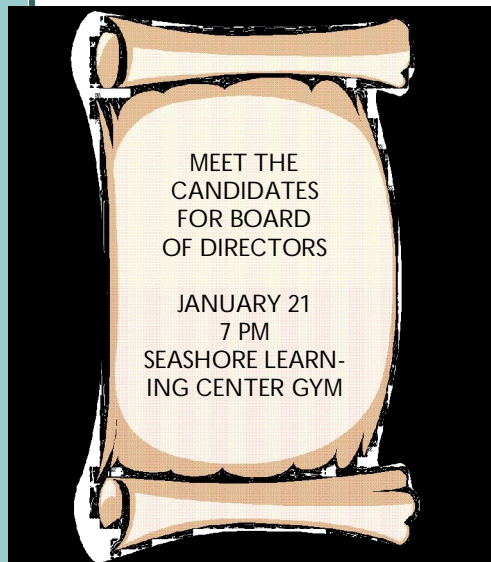 MEET THE
CANDIDATES
FOR BOARD
OF DIRECTORS
JANUARY 21
7 PM
SEASHORE LEARN-
ING CENTER GYM